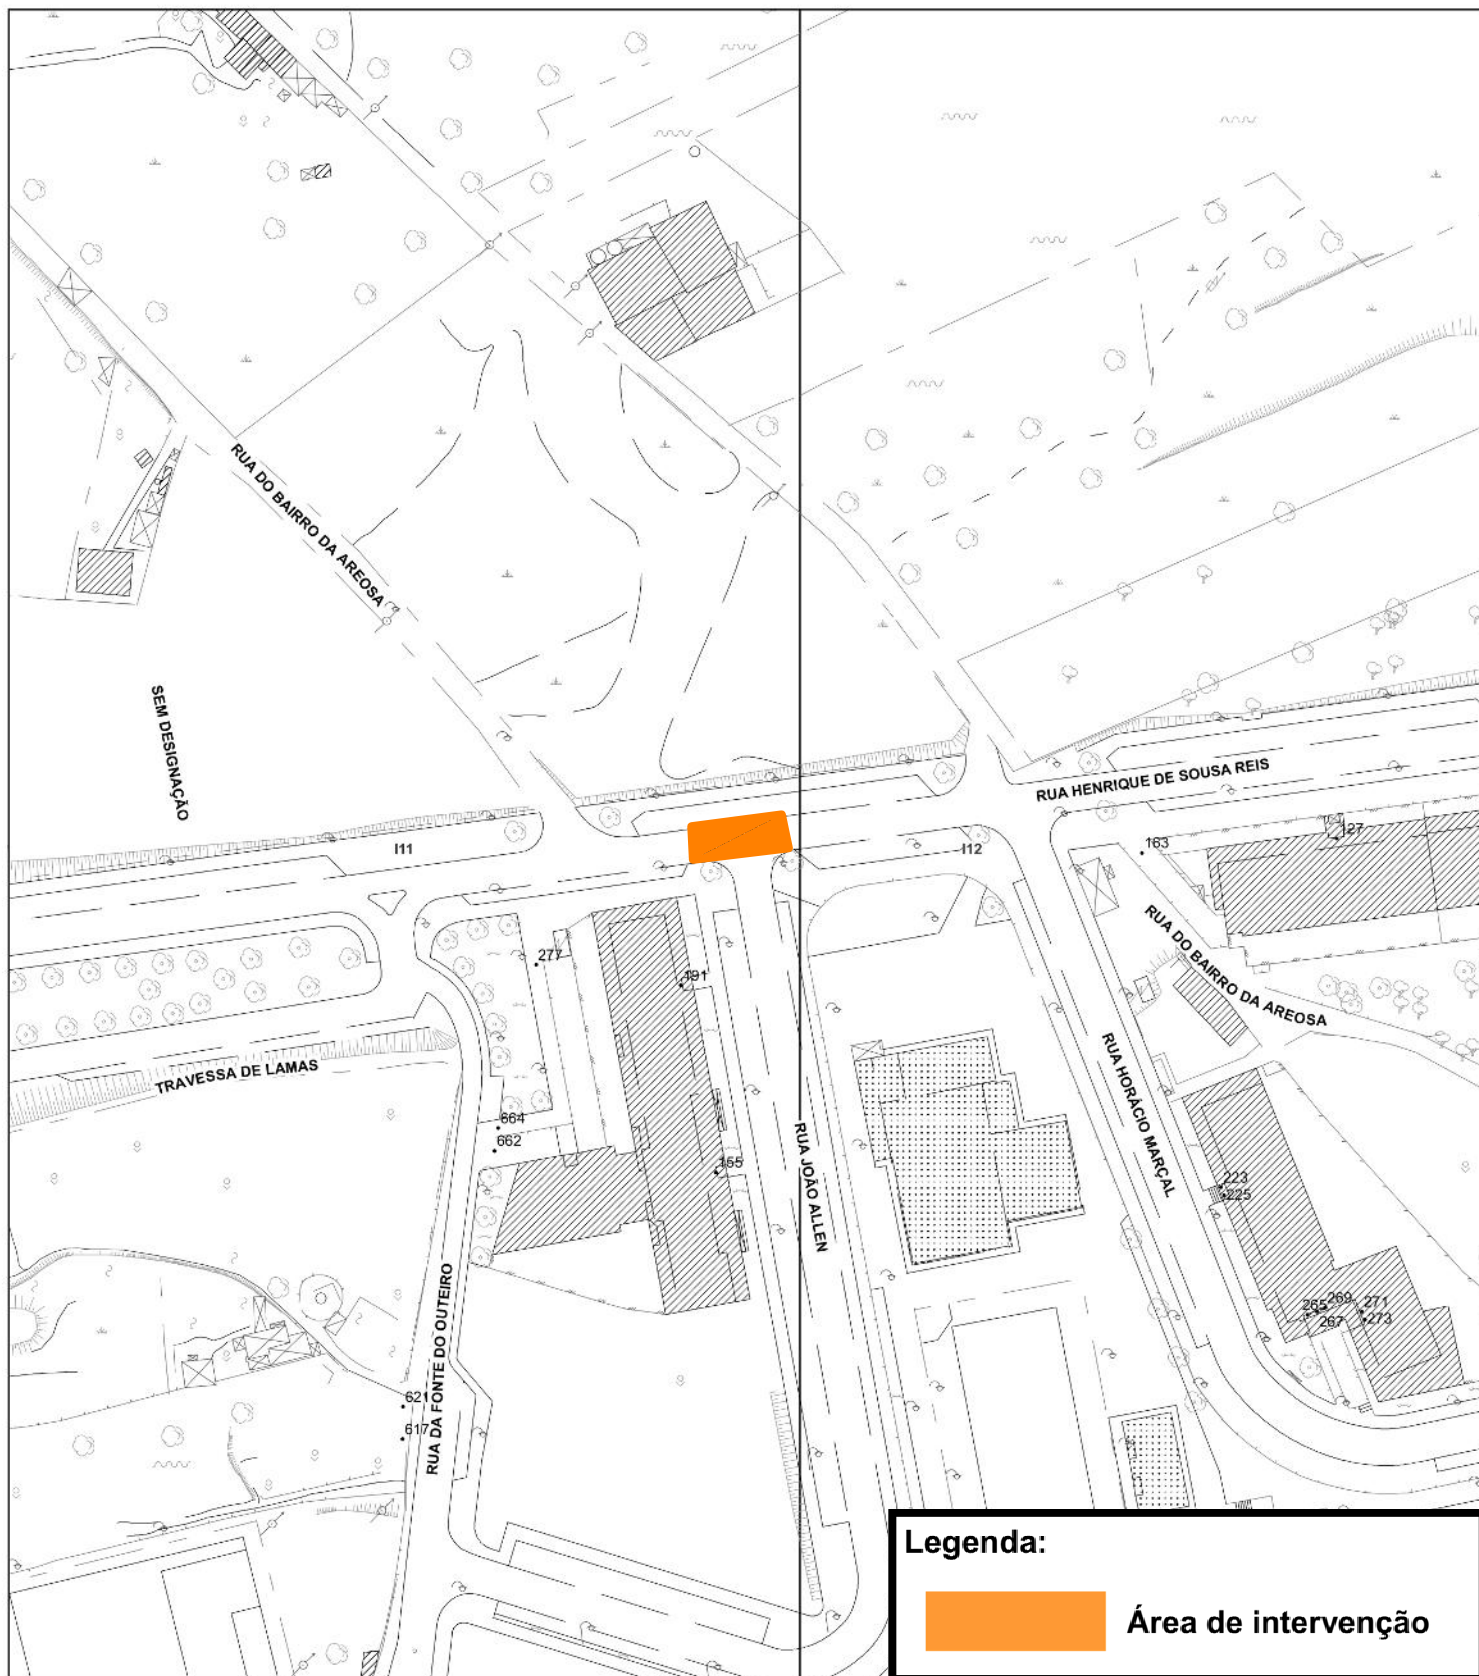 RUA DO BAIRRO DA AREOSA
SEM DESIGNAÇÃO
RUA HENRIQUE DE SOUSA REIS
I11
I12
163
127
RUA DO BAIRRO DA AREOSA
277
191
TRAVESSA DE LAMAS
RUA HORÁCIO MARÇAL
664
662
RUA JOÃO ALLEN
155
223
225
RUA DA FONTE DO OUTEIRO
265
269
267
271
273
621
617
Legenda:
Área de intervenção